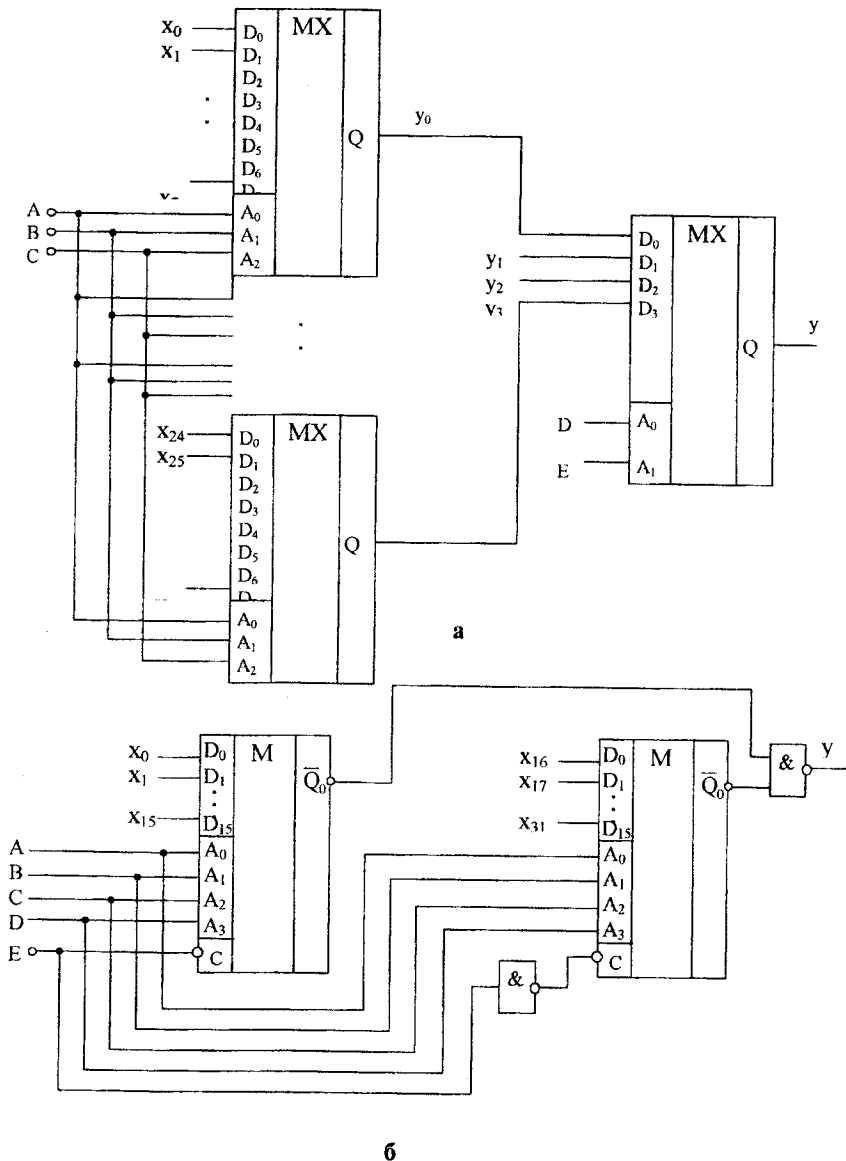 x₀ D₀ MX
x₁ D₁
D₂
D₃
D₄
D₅
D₆
Q
y₀
A A₀
B A₁
C A₂
D₀ MX
y₁ D₁
y₂ D₂
D₃
Q
y
D A₀
E A₁
x₂₄ D₀ MX
x₂₅ D₁
D₂
D₃
D₄
D₅
D₆
Q
A₀
A₁
A₂
а
x₀ D₀ M
x₁ D₁
x₁₅ D₁₅
Q̅₀
A A₀
B A₁
C A₂
D A₃
E C
x₁₆ D₀ M
x₁₇ D₁
x₃₁ D₁₅
Q̅₀
A₀
A₁
A₂
A₃
C
&
&
y
б